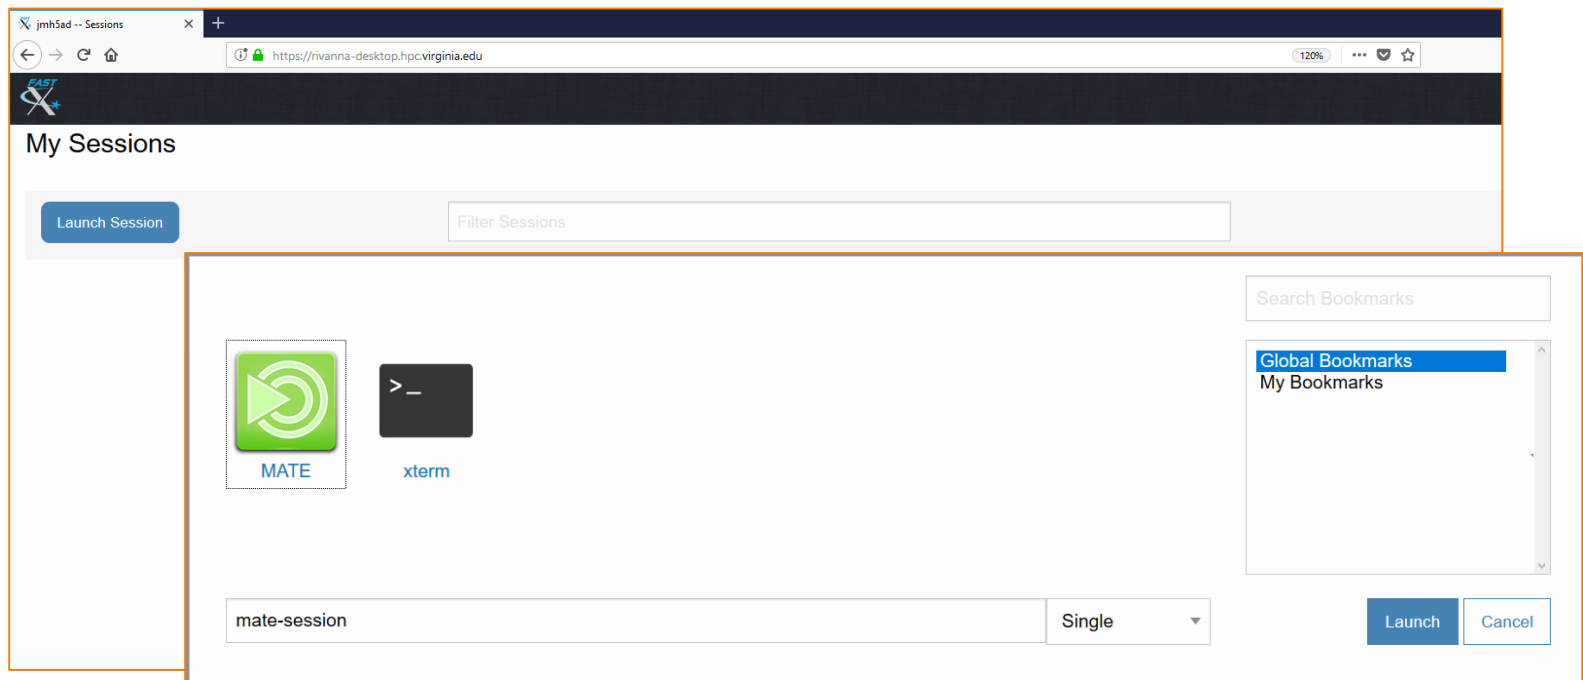 jmh5ad -- Sessions
https://rivanna-desktop.hpc.virginia.edu
120%
FAST
X
My Sessions
Launch Session
Filter Sessions
Search Bookmarks
Global Bookmarks
My Bookmarks
>_
MATE
xterm
mate-session
Single
Launch
Cancel